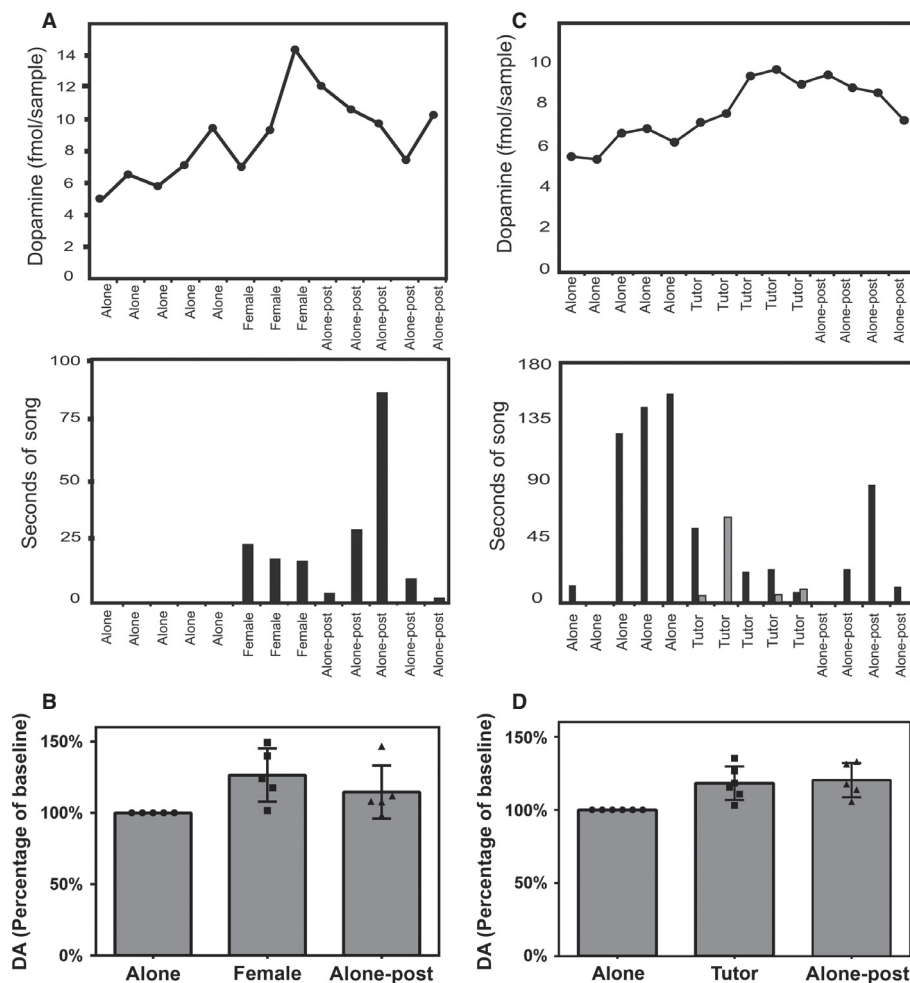 A
Dopamine (fmol/sample)
14
12
10
8
6
4
2
0
Alone
Alone
Alone
Alone
Alone
Female
Female
Female
Alone-post
Alone-post
Alone-post
Alone-post
Alone-post
Seconds of song
100
75
50
25
0
Alone
Alone
Alone
Alone
Alone
Female
Female
Female
Alone-post
Alone-post
Alone-post
Alone-post
Alone-post
B
DA (Percentage of baseline)
150%
100%
50%
0%
Alone Female Alone-post
C
Dopamine (fmol/sample)
10
8
6
4
2
0
Alone
Alone
Alone
Alone
Alone
Tutor
Tutor
Tutor
Tutor
Tutor
Alone-post
Alone-post
Alone-post
Alone-post
Seconds of song
180
135
90
45
0
Alone
Alone
Alone
Alone
Alone
Tutor
Tutor
Tutor
Tutor
Tutor
Alone-post
Alone-post
Alone-post
Alone-post
D
DA (Percentage of baseline)
150%
100%
50%
0%
Alone Tutor Alone-post